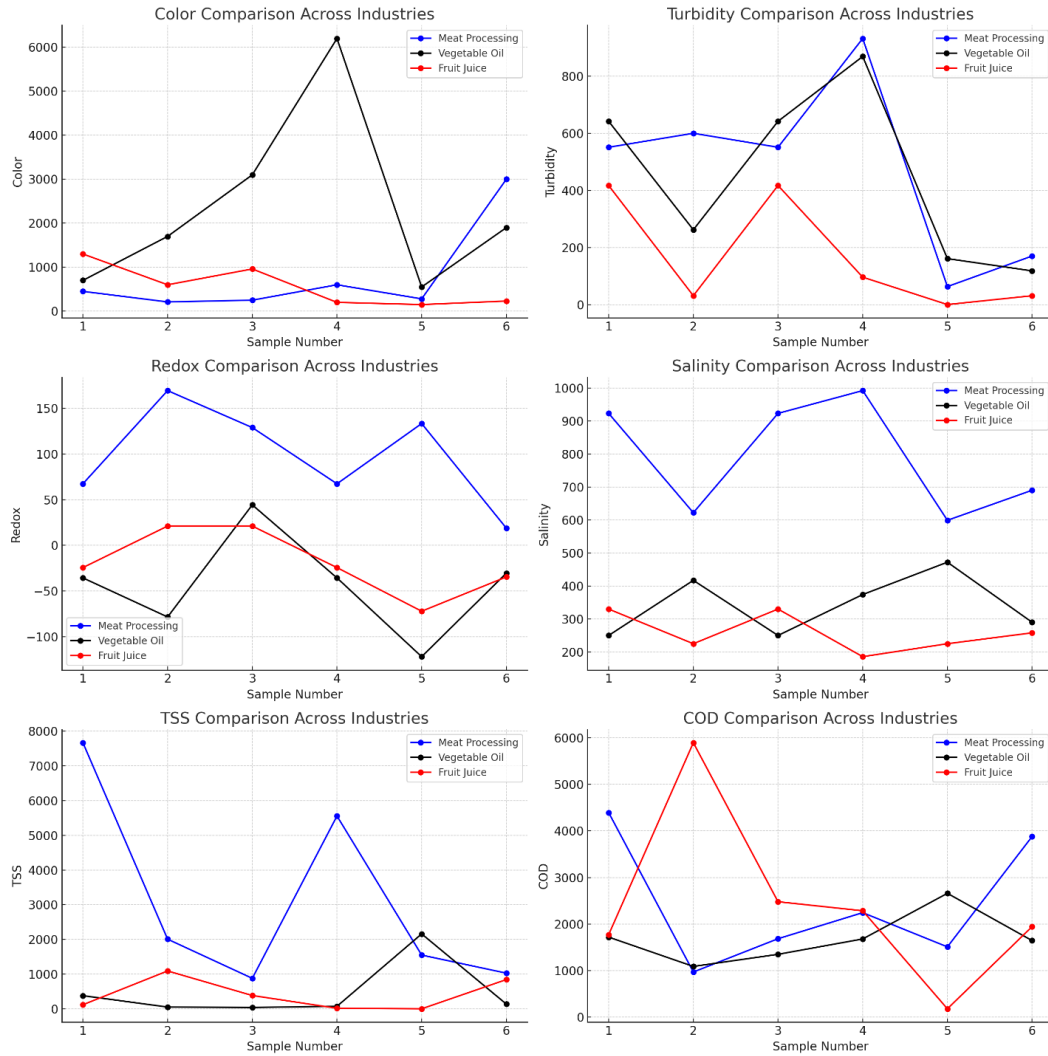 Color Comparison Across Industries
6000
5000
4000
3000
2000
1000
0
Color
Meat Processing
Vegetable Oil
Fruit Juice
1 2 3 4 5 6
Sample Number
Turbidity Comparison Across Industries
800
600
400
200
0
Turbidity
Meat Processing
Vegetable Oil
Fruit Juice
1 2 3 4 5 6
Sample Number
Redox Comparison Across Industries
150
100
50
0
−50
−100
Redox
Meat Processing
Vegetable Oil
Fruit Juice
1 2 3 4 5 6
Sample Number
Salinity Comparison Across Industries
1000
900
800
700
600
500
400
300
200
Salinity
Meat Processing
Vegetable Oil
Fruit Juice
1 2 3 4 5 6
Sample Number
TSS Comparison Across Industries
8000
7000
6000
5000
4000
3000
2000
1000
0
TSS
Meat Processing
Vegetable Oil
Fruit Juice
1 2 3 4 5 6
Sample Number
COD Comparison Across Industries
6000
5000
4000
3000
2000
1000
0
COD
Meat Processing
Vegetable Oil
Fruit Juice
1 2 3 4 5 6
Sample Number